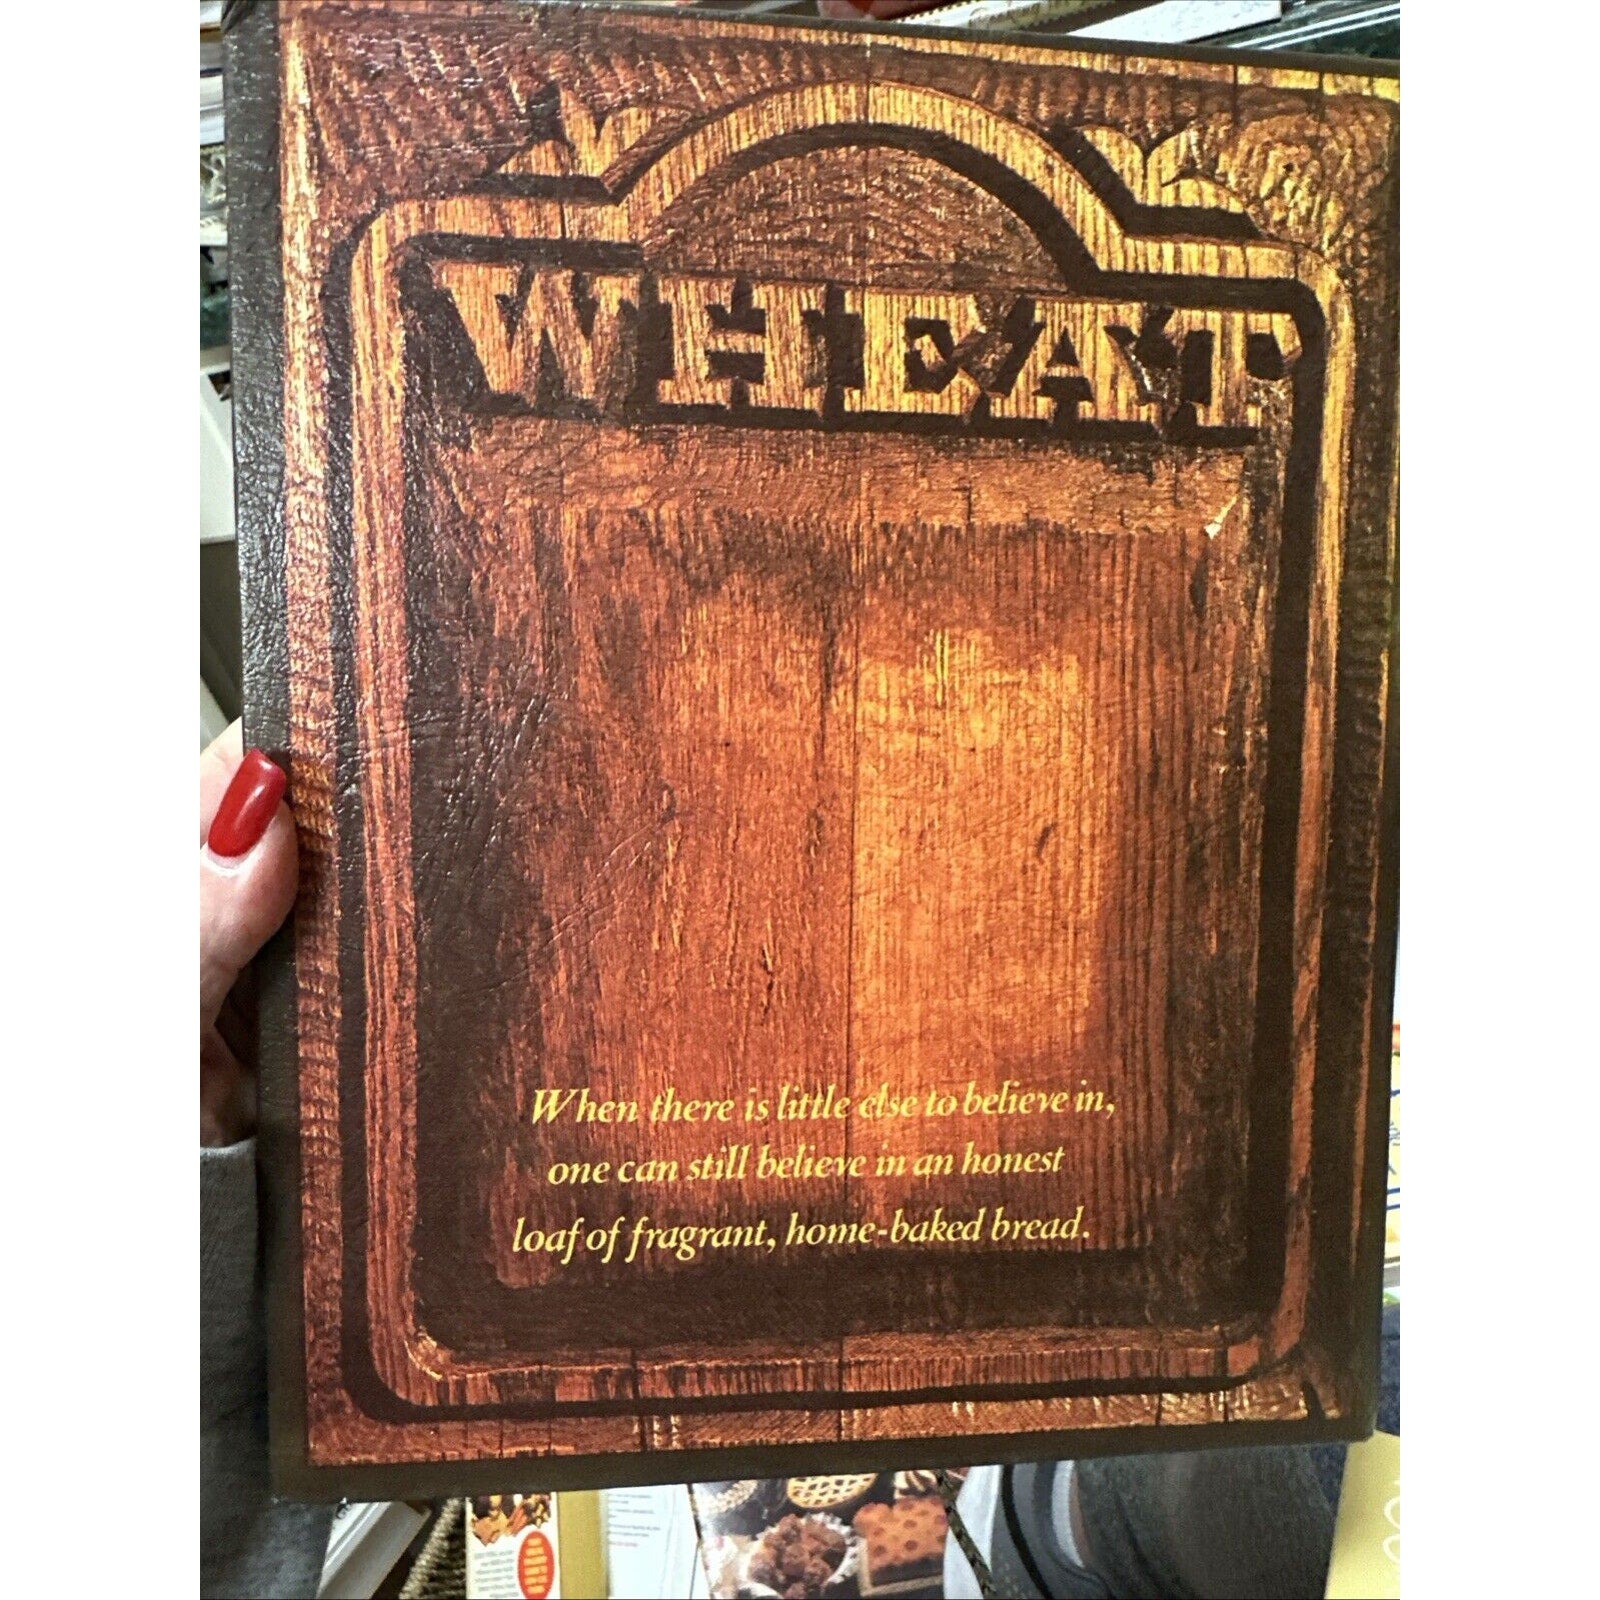 WHEAT
When there is little else to believe in,
one can still believe in an honest
loaf of fragrant, home-baked bread.